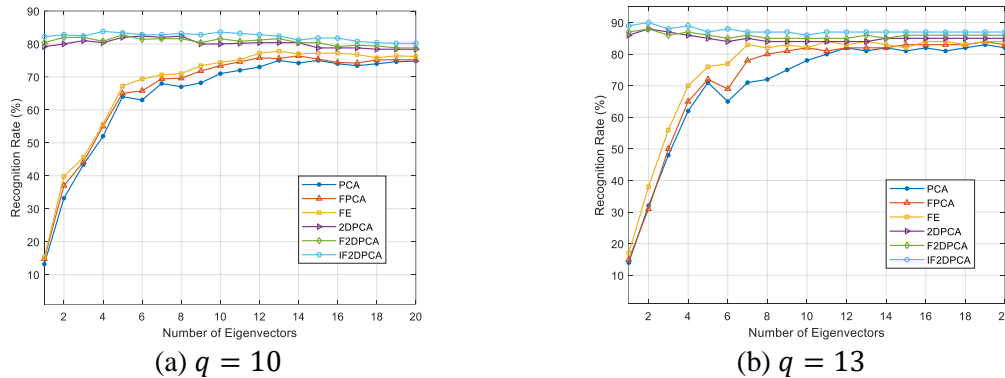 90
80
70
60
50
40
30
20
10
Recognition Rate (%)
PCA
FPCA
FE
2DPCA
F2DPCA
IF2DPCA
2 4 6 8 10 12 14 16 18 20
Number of Eigenvectors
(a) q = 10
90
80
70
60
50
40
30
20
10
Recognition Rate (%)
PCA
FPCA
FE
2DPCA
F2DPCA
IF2DPCA
2 4 6 8 10 12 14 16 18 2
Number of Eigenvectors
(b) q = 13